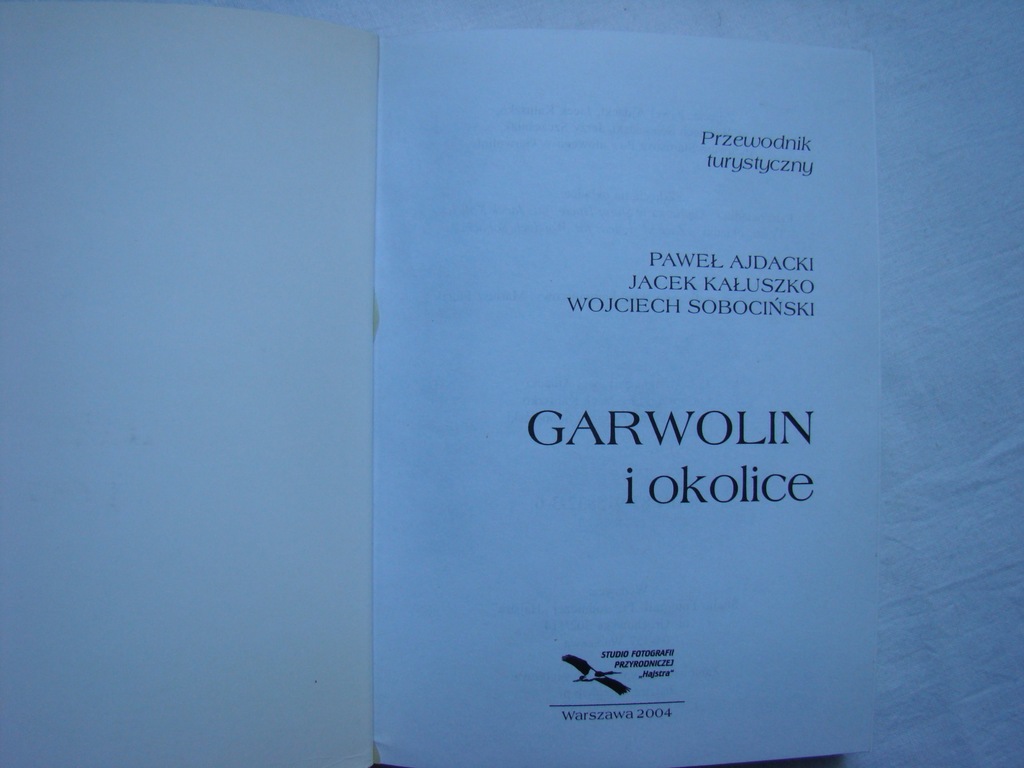 Przewodnik
turystyczny
PAWEŁ AJDACKI
JACEK KAŁUSZKO
WOJCIECH SOBOCIŃSKI
GARWOLIN
i okolice
STUDIO FOTOGRAFII
PRZYRODNICZEJ
„Hajstra"
Warszawa 2004